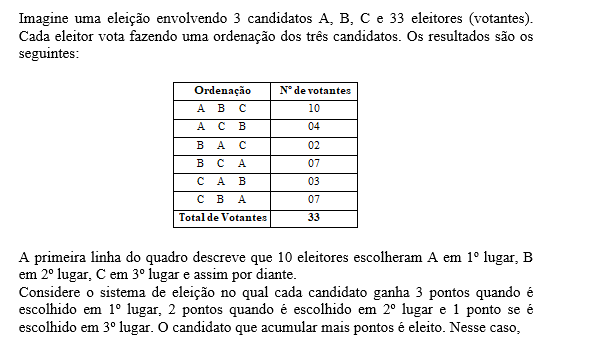 Imagine uma eleição envolvendo 3 candidatos A, B, C e 33 eleitores (votantes).
Cada eleitor vota fazendo uma ordenação dos três candidatos. Os resultados são os
seguintes:
Ordenação Nº de votantes
A B C 10
A C B 04
B A C 02
B C A 07
C A B 03
C B A 07
Total de Votantes 33
A primeira linha do quadro descreve que 10 eleitores escolheram A em 1º lugar, B
em 2º lugar, C em 3º lugar e assim por diante.
Considere o sistema de eleição no qual cada candidato ganha 3 pontos quando é
escolhido em 1º lugar, 2 pontos quando é escolhido em 2º lugar e 1 ponto se é
escolhido em 3º lugar. O candidato que acumular mais pontos é eleito. Nesse caso,